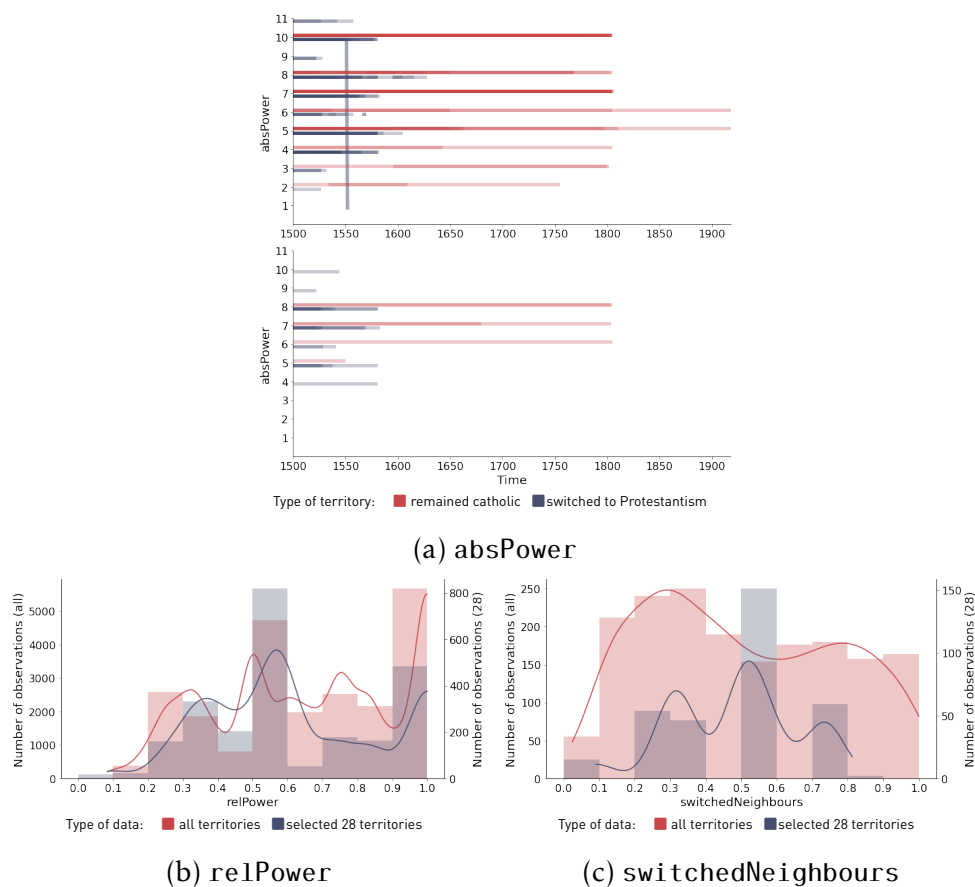 11
10
9
8
7
6
5
4
3
2
1
absPower
1500 1550 1600 1650 1700 1750 1800 1850 1900
11
10
9
8
7
6
5
4
3
2
1
absPower
1500 1550 1600 1650 1700 1750 1800 1850 1900
Time
Type of territory: remained catholic switched to Protestantism
(a) absPower
5000
4000
3000
2000
1000
0
Number of observations (all)
800
600
400
200
0
Number of observations (28)
0.0 0.1 0.2 0.3 0.4 0.5 0.6 0.7 0.8 0.9 1.0
relPower
Type of data: all territories selected 28 territories
(b) relPower
250
200
150
100
50
0
Number of observations (all)
150
100
50
0
Number of observations (28)
0.0 0.1 0.2 0.3 0.4 0.5 0.6 0.7 0.8 0.9 1.0
switchedNeighbours
Type of data: all territories selected 28 territories
(c) switchedNeighbours